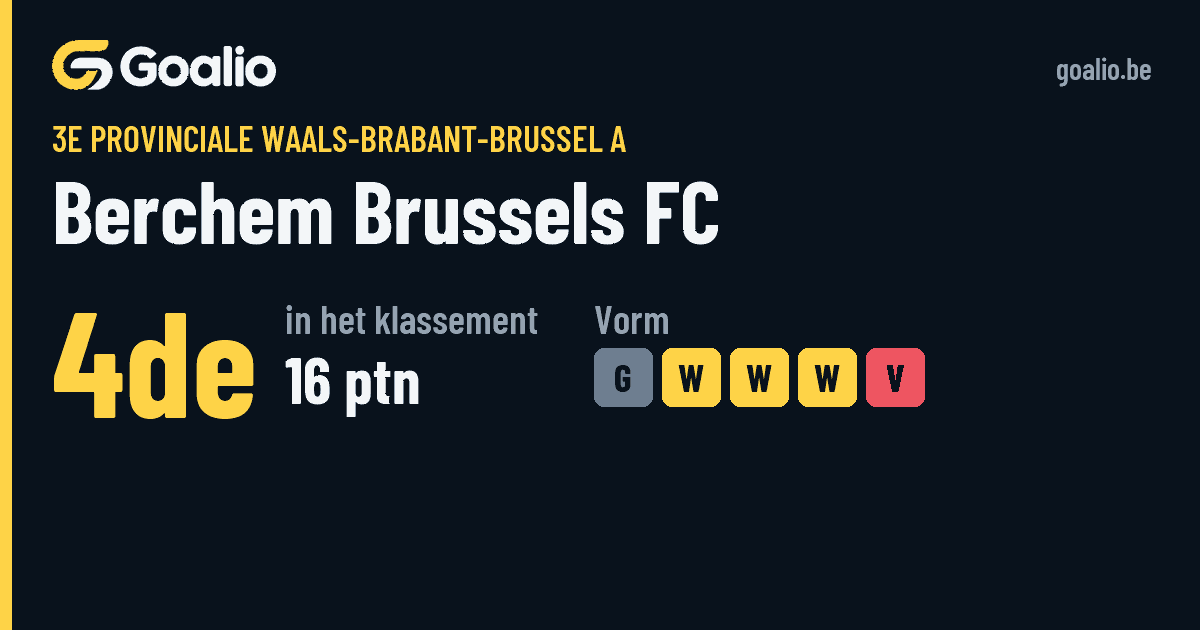 Goalio
goalio.be
3E PROVINCIALE WAALS-BRABANT-BRUSSEL A
Berchem Brussels FC
4de
in het klassement
16 ptn
Vorm
G W W W V